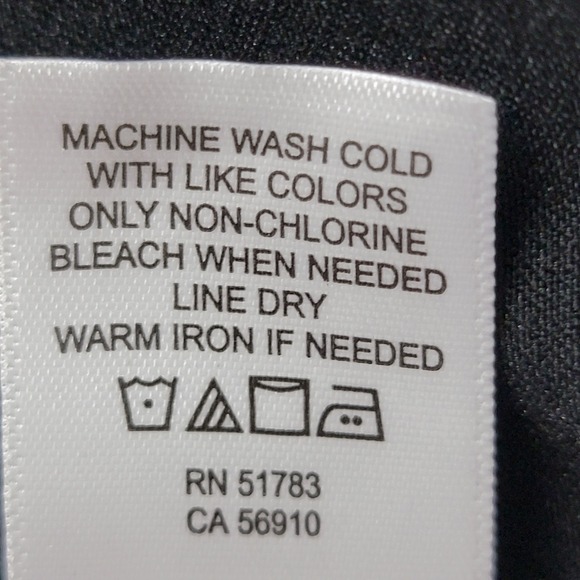 MACHINE WASH COLD
WITH LIKE COLORS
ONLY NON-CHLORINE
BLEACH WHEN NEEDED
LINE DRY
WARM IRON IF NEEDED
RN 51783
CA 56910